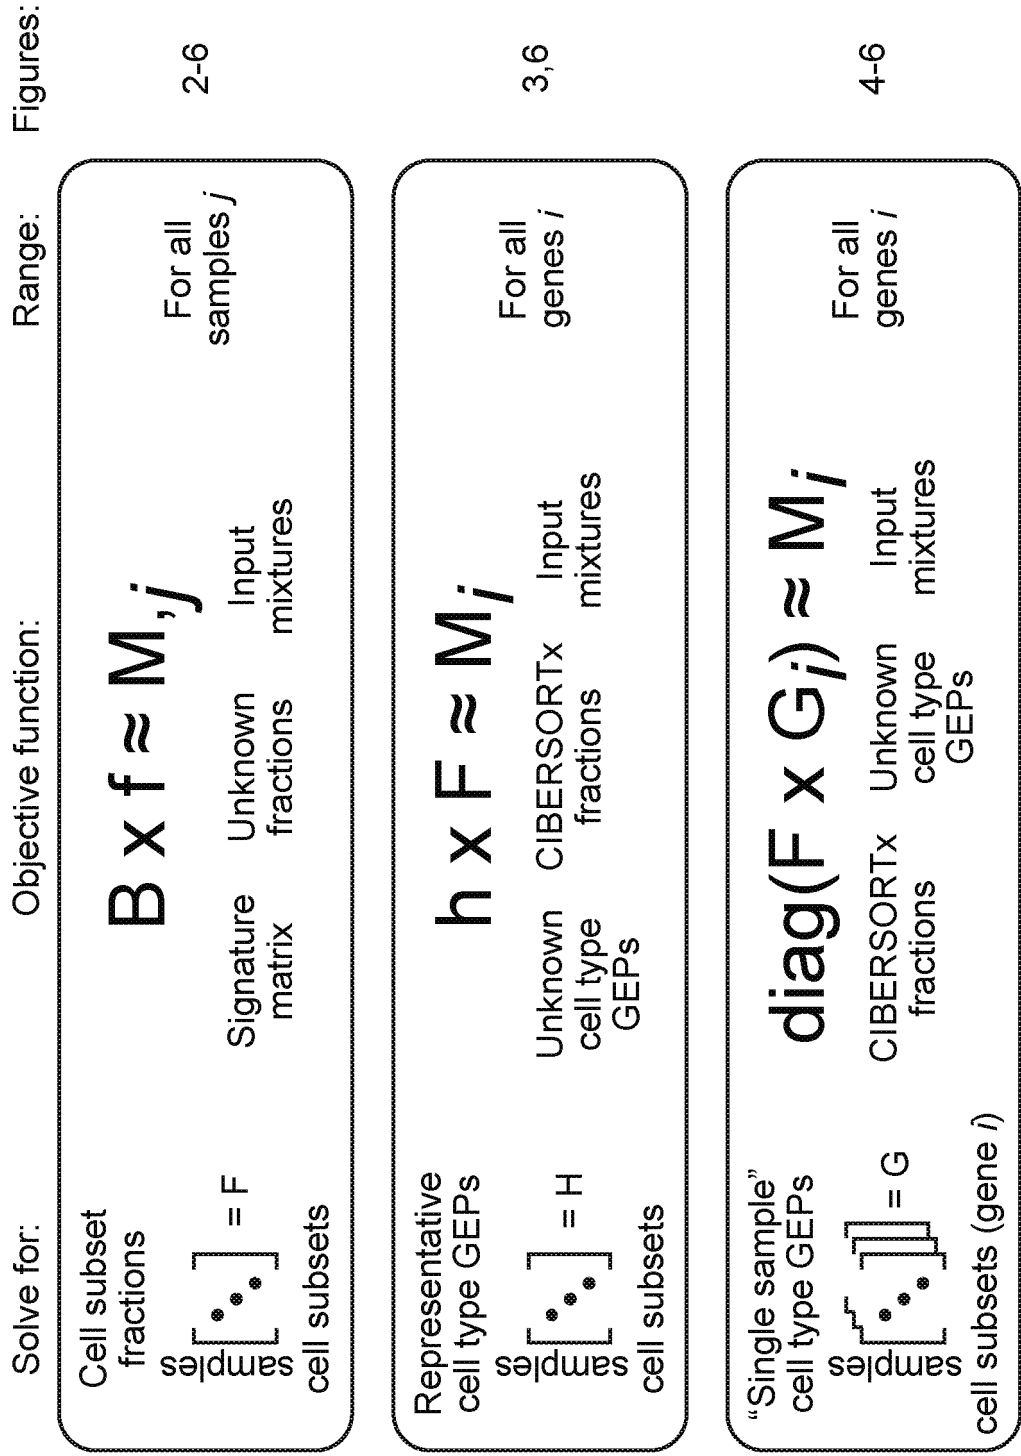 Solve for:
Objective function:
Range:
Figures:
Cell subset
fractions
samples
= F
cell subsets
B x f ≈ M,j
Signature
matrix
Unknown
fractions
Input
mixtures
For all
samples j
2-6
Representative
cell type GEPs
samples
= H
cell subsets
h x F ≈ Mi
Unknown
cell type
GEPs
CIBERSORTx
fractions
Input
mixtures
For all
genes i
3,6
“Single sample”
cell type GEPs
samples
= G
cell subsets (gene i)
diag(F x Gi) ≈ Mi
CIBERSORTx
fractions
Unknown
cell type
GEPs
Input
mixtures
For all
genes i
4-6